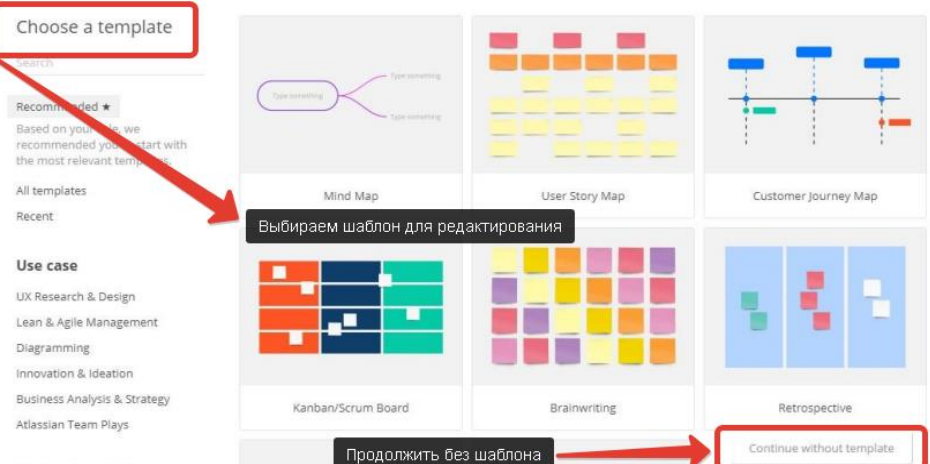 Choose a template
Search
Recommended ★
Based on your role, we
recommended you to start with
the most relevant templates.
All templates
Recent
Use case
UX Research & Design
Lean & Agile Management
Diagramming
Innovation & Ideation
Business Analysis & Strategy
Atlassian Team Plays
Type something
Type something
Type something
Mind Map
User Story Map
Customer Journey Map
Выбираем шаблон для редактирования
Kanban/Scrum Board
Brainwriting
Retrospective
Продолжить без шаблона
Continue without template